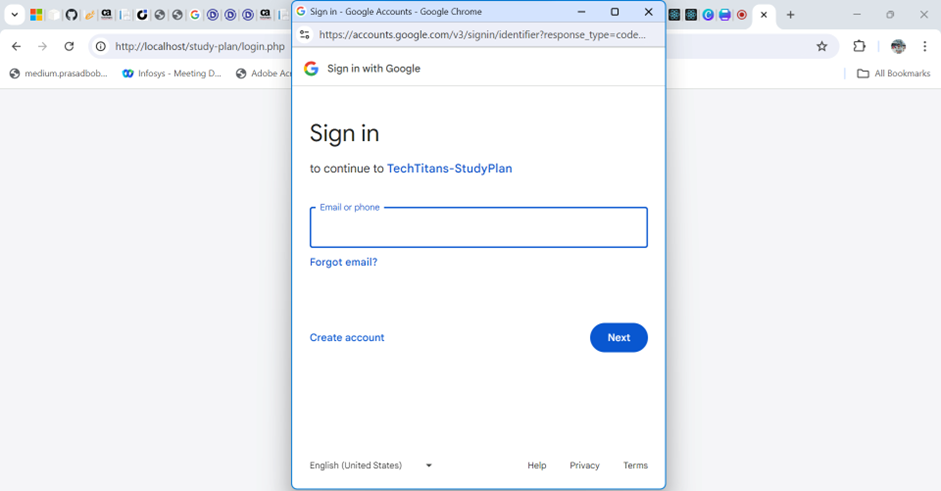 Sign in - Google Accounts - Google Chrome
http://localhost/study-plan/login.php
https://accounts.google.com/v3/signin/identifier?response_type=code...
medium.prasadbob...
Infosys - Meeting D...
Adobe Acr
All Bookmarks
Sign in with Google
Sign in
to continue to TechTitans-StudyPlan
Email or phone
Forgot email?
Create account
Next
English (United States)
Help
Privacy
Terms